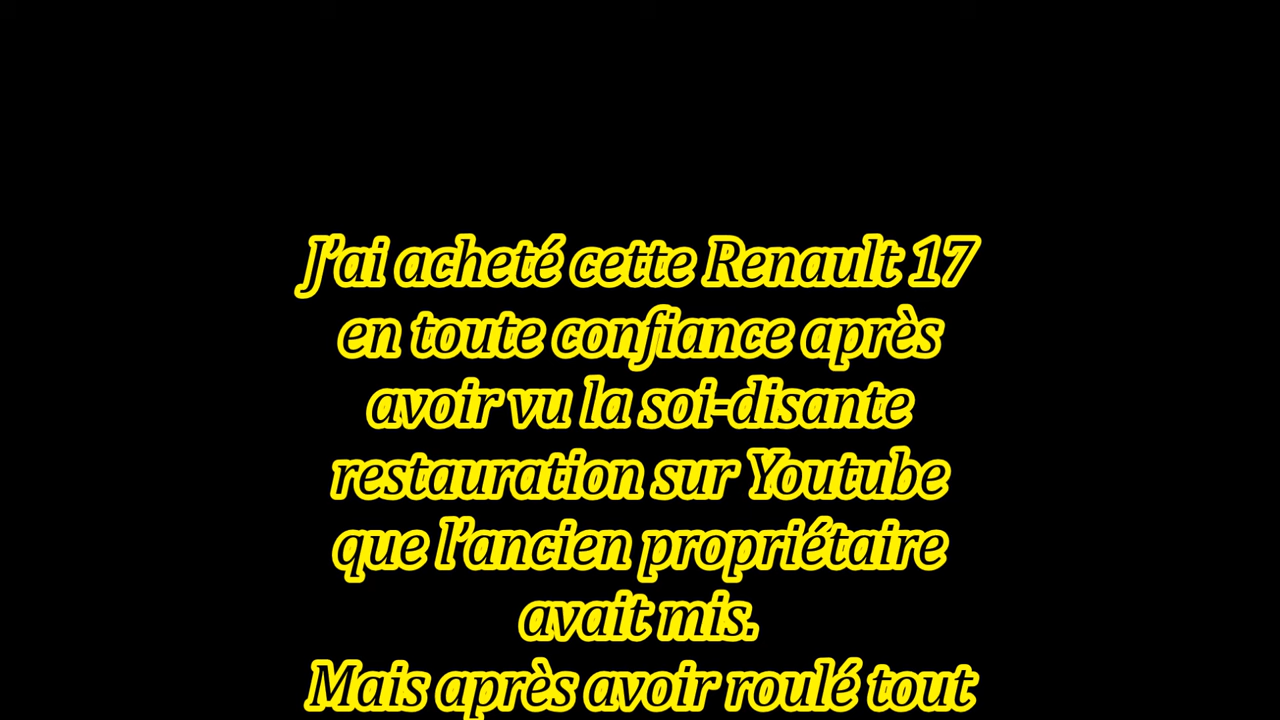 J'ai acheté cette Renault 17
en toute confiance après
avoir vu la soi-disante
restauration sur Youtube
que l'ancien propriétaire
avait mis.
Mais après avoir roulé tout